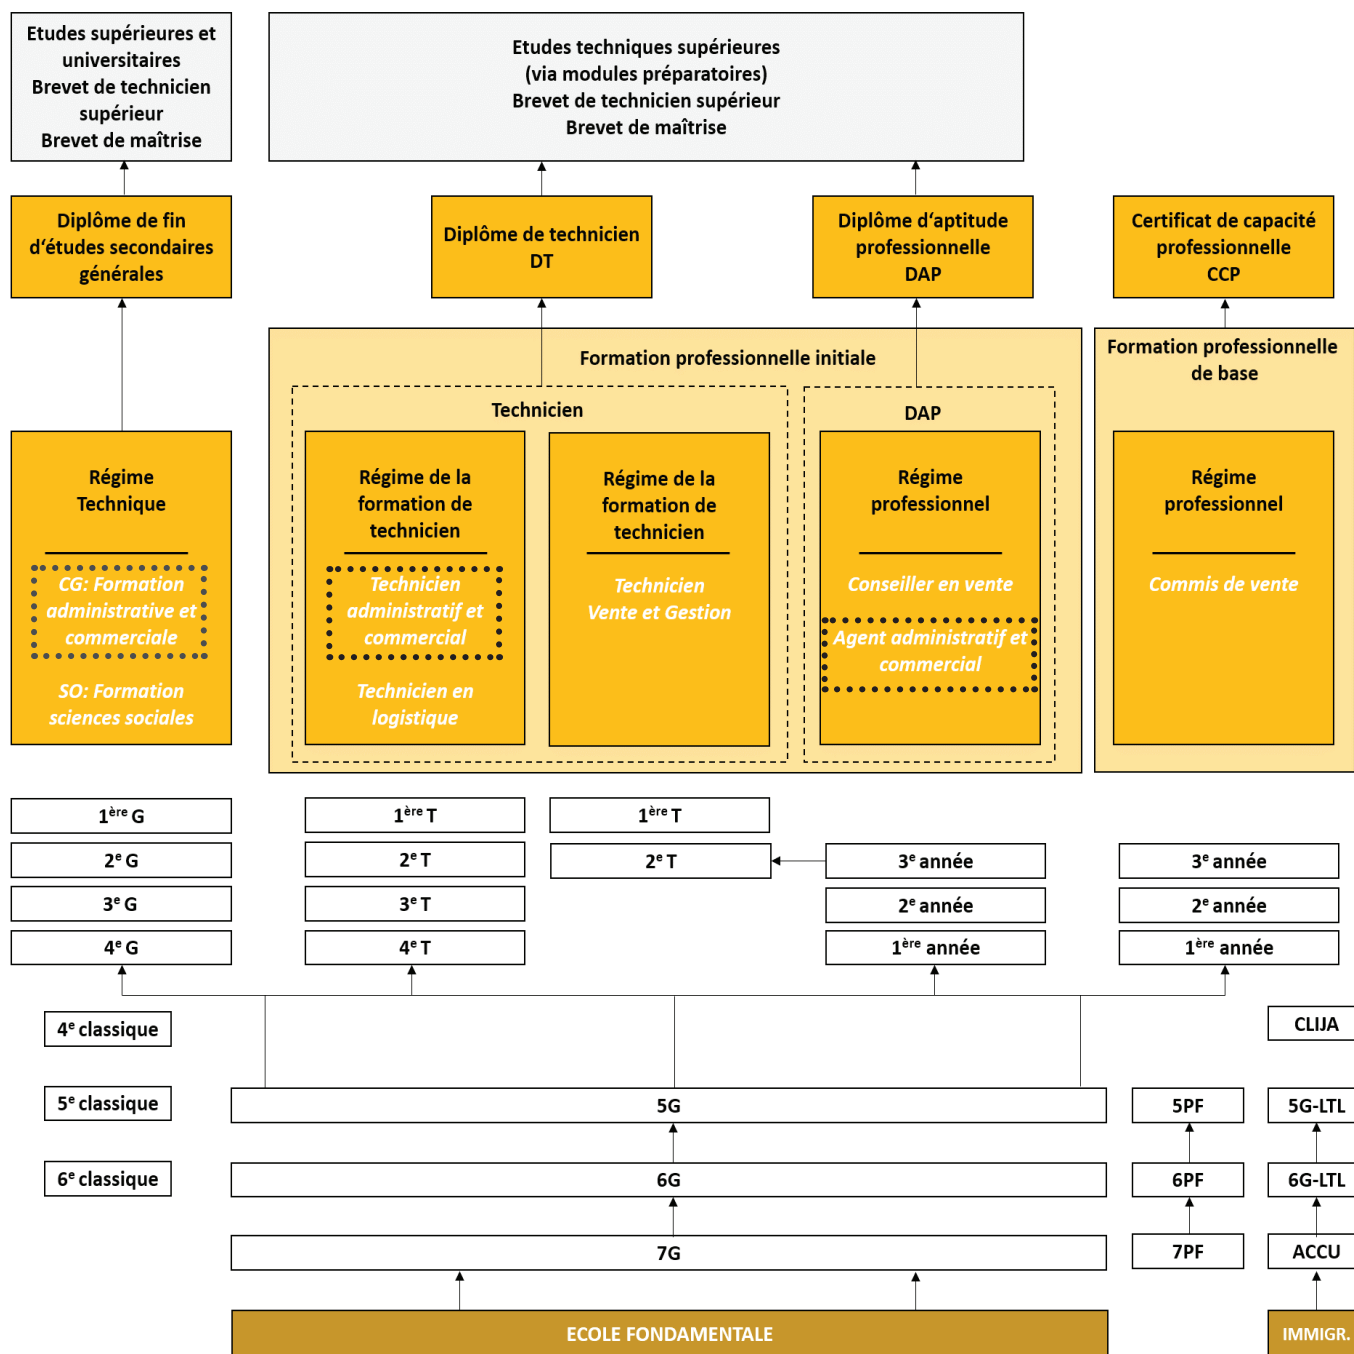 Etudes supérieures et
universitaires
Brevet de technicien
supérieur
Brevet de maîtrise
Etudes techniques supérieures
(via modules préparatoires)
Brevet de technicien supérieur
Brevet de maîtrise
Diplôme de fin
d‘études secondaires
générales
Diplôme de technicien
DT
Diplôme d‘aptitude
professionnelle
DAP
Certificat de capacité
professionnelle
CCP
Formation professionnelle initiale
Formation professionnelle
de base
Technicien
DAP
Régime
Technique
CG: Formation
administrative et
commerciale
SO: Formation
sciences sociales
Régime de la
formation de
technicien
Technicien
administratif et
commercial
Technicien en
logistique
Régime de la
formation de
technicien
Technicien
Vente et Gestion
Régime
professionnel
Conseiller en vente
Agent administratif et
commercial
Régime
professionnel
Commis de vente
1ère G
1ère T
1ère T
2e G
2e T
2e T
3e année
3e année
3e G
3e T
2e année
2e année
4e G
4e T
1ère année
1ère année
4e classique
CLIJA
5e classique
5G
5PF
5G-LTL
6e classique
6G
6PF
6G-LTL
7G
7PF
ACCU
ECOLE FONDAMENTALE
IMMIGR.